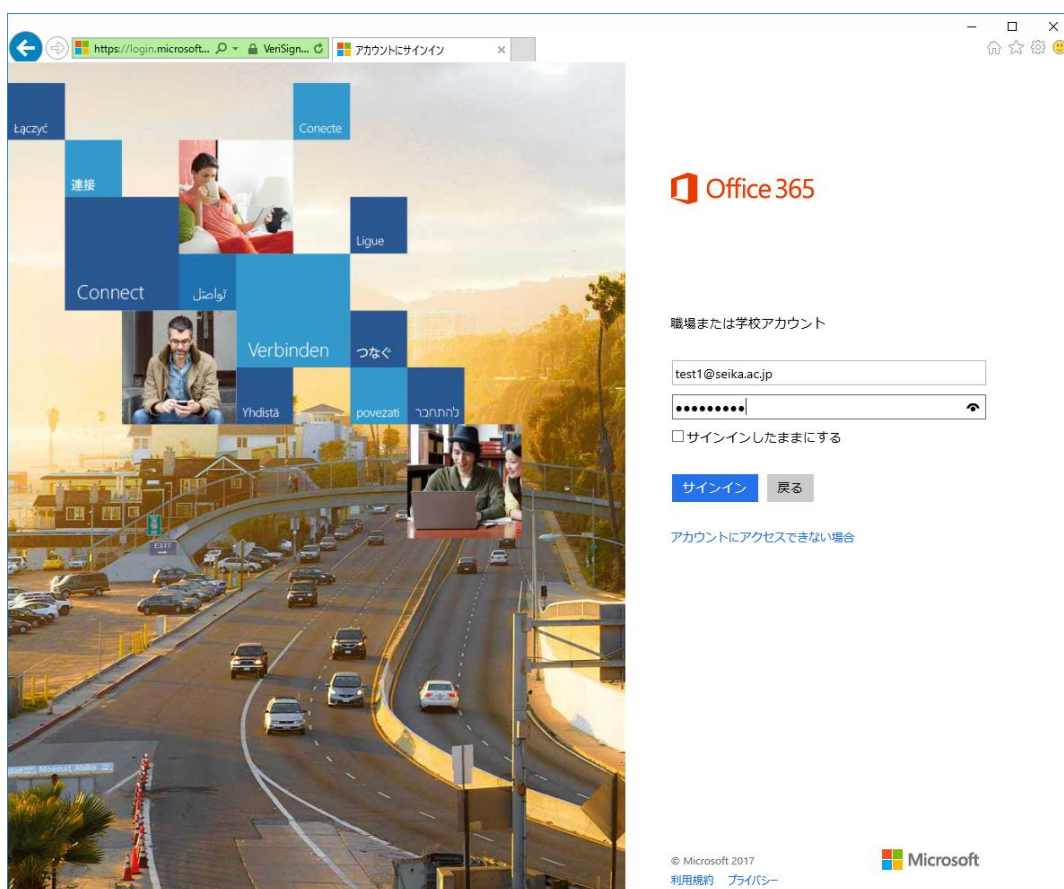 https://login.microsoft...
VeriSign...
アカウントにサインイン
Łączyć
Conecte
連接
Ligue
Connect
تواصَل
Verbinden
つなぐ
Yhdistä
povezati
להתחבר
EXIT
Office 365
職場または学校アカウント
test1@seika.ac.jp
●●●●●●●●●
サインインしたままにする
サインイン
戻る
アカウントにアクセスできない場合
© Microsoft 2017
Microsoft
利用規約
プライバシー